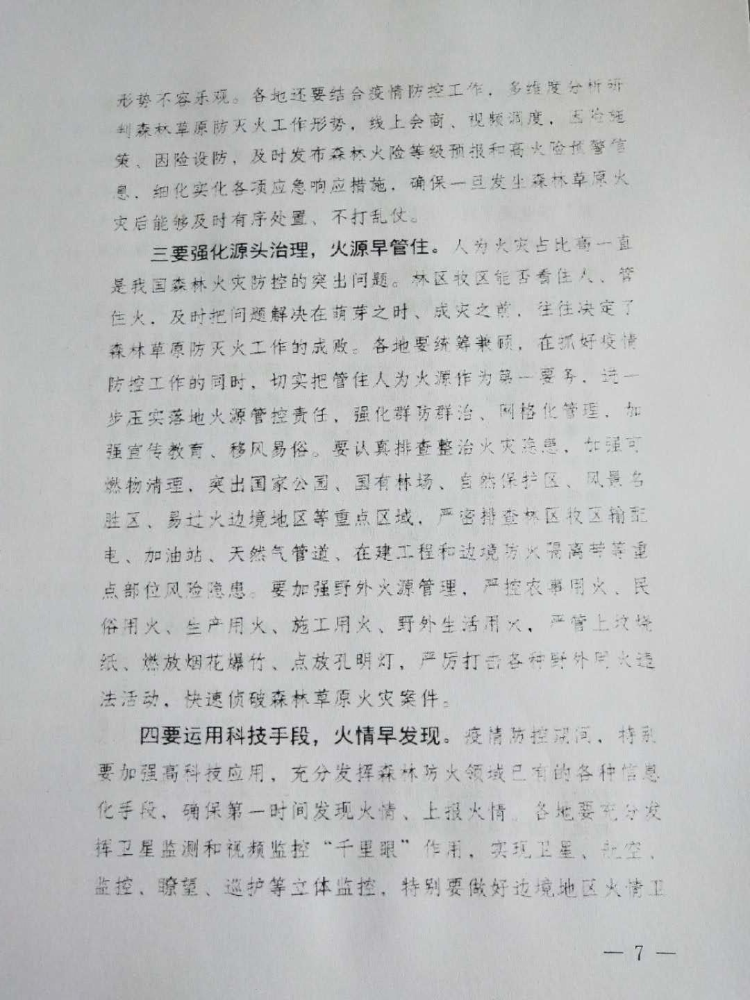 形势不容乐观。各地还要结合疫情防控工作，多维度分析研
判森林草原防灭火工作形势，线上会商、视频调度，因险施
策、因险设防，及时发布森林火险等级预报和高火险预警信
息，细化实化各项应急响应措施，确保一旦发生森林草原火
灾后能够及时有序处置、不打乱仗。
三要强化源头治理，火源早管住。人为火灾占比高一直
是我国森林火灾防控的突出问题。林区牧区能否看住人、管
住火，及时把问题解决在萌芽之时、成灾之前，往往决定了
森林草原防灭火工作的成败。各地要统筹兼顾，在抓好疫情
防控工作的同时，切实把管住人为火源作为第一要务，进一
步压实落地火源管控责任，强化群防群治、网格化管理，加
强宣传教育、移风易俗。要认真排查整治火灾隐患，加强可
燃物清理，突出国家公园、国有林场、自然保护区、风景名
胜区、易过火边境地区等重点区域，严密排查林区牧区输配
电、加油站、天然气管道、在建工程和边境防火隔离带等重
点部位风险隐患。要加强野外火源管理，严控农事用火、民
俗用火、生产用火、施工用火、野外生活用火，严管上坟烧
纸、燃放烟花爆竹、点放孔明灯，严厉打击各种野外用火违
法活动，快速侦破森林草原火灾案件。
四要运用科技手段，火情早发现。疫情防控期间，特别
要加强高科技应用，充分发挥森林防火领域已有的各种信息
化手段，确保第一时间发现火情、上报火情。各地要充分发
挥卫星监测和视频监控“千里眼”作用，实现卫星、航空、
监控、瞭望、巡护等立体监控，特别要做好边境地区火情卫
— 7 —